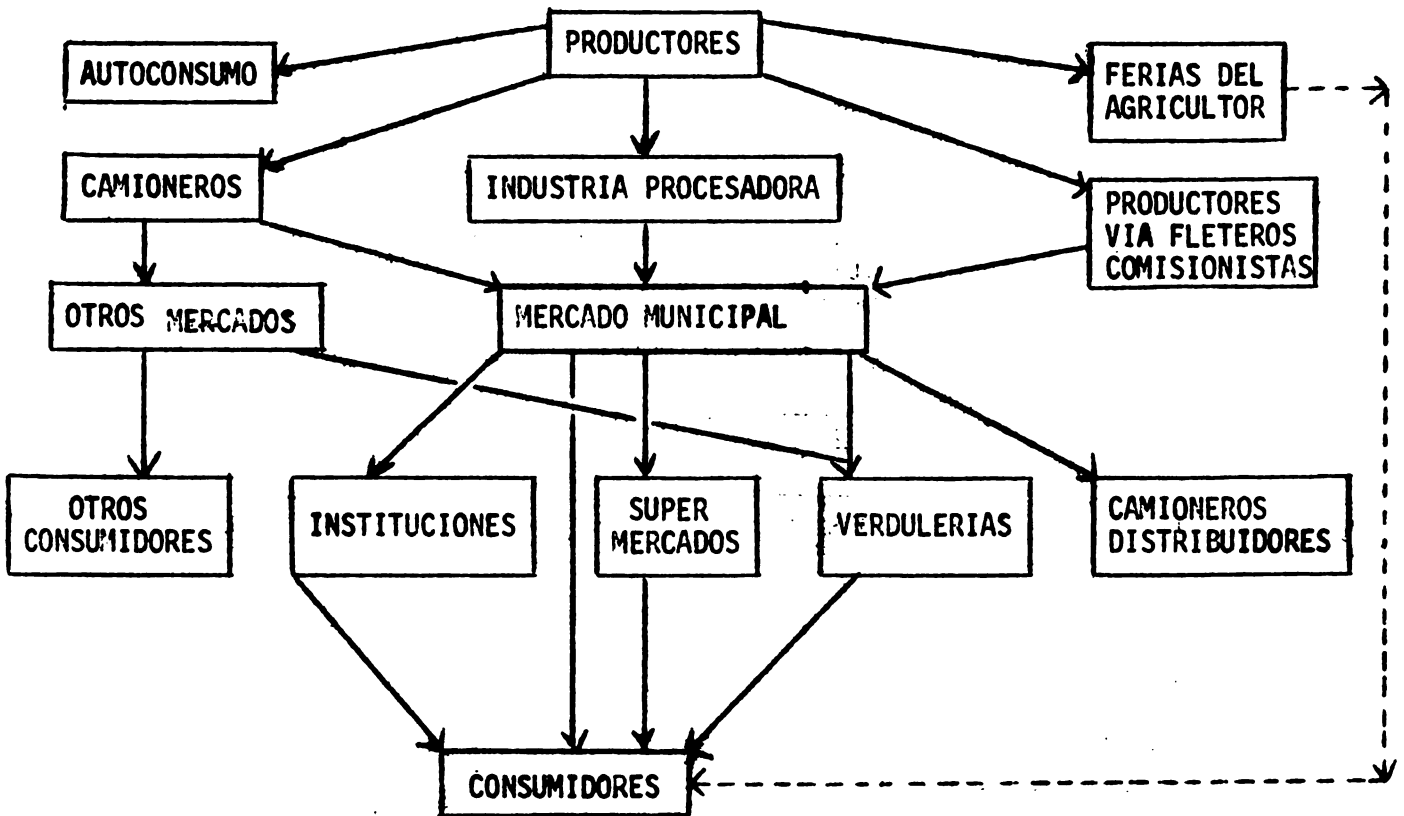 PRODUCTORES
AUTOCONSUMO
FERIAS DEL
AGRICULTOR
CAMIONEROS
INDUSTRIA PROCESADORA
PRODUCTORES
VIA FLETEROS
COMISIONISTAS
OTROS MERCADOS
MERCADO MUNICIPAL
OTROS
CONSUMIDORES
INSTITUCIONES
SUPER
MERCADOS
VERDULERIAS
CAMIONEROS
DISTRIBUIDORES
CONSUMIDORES